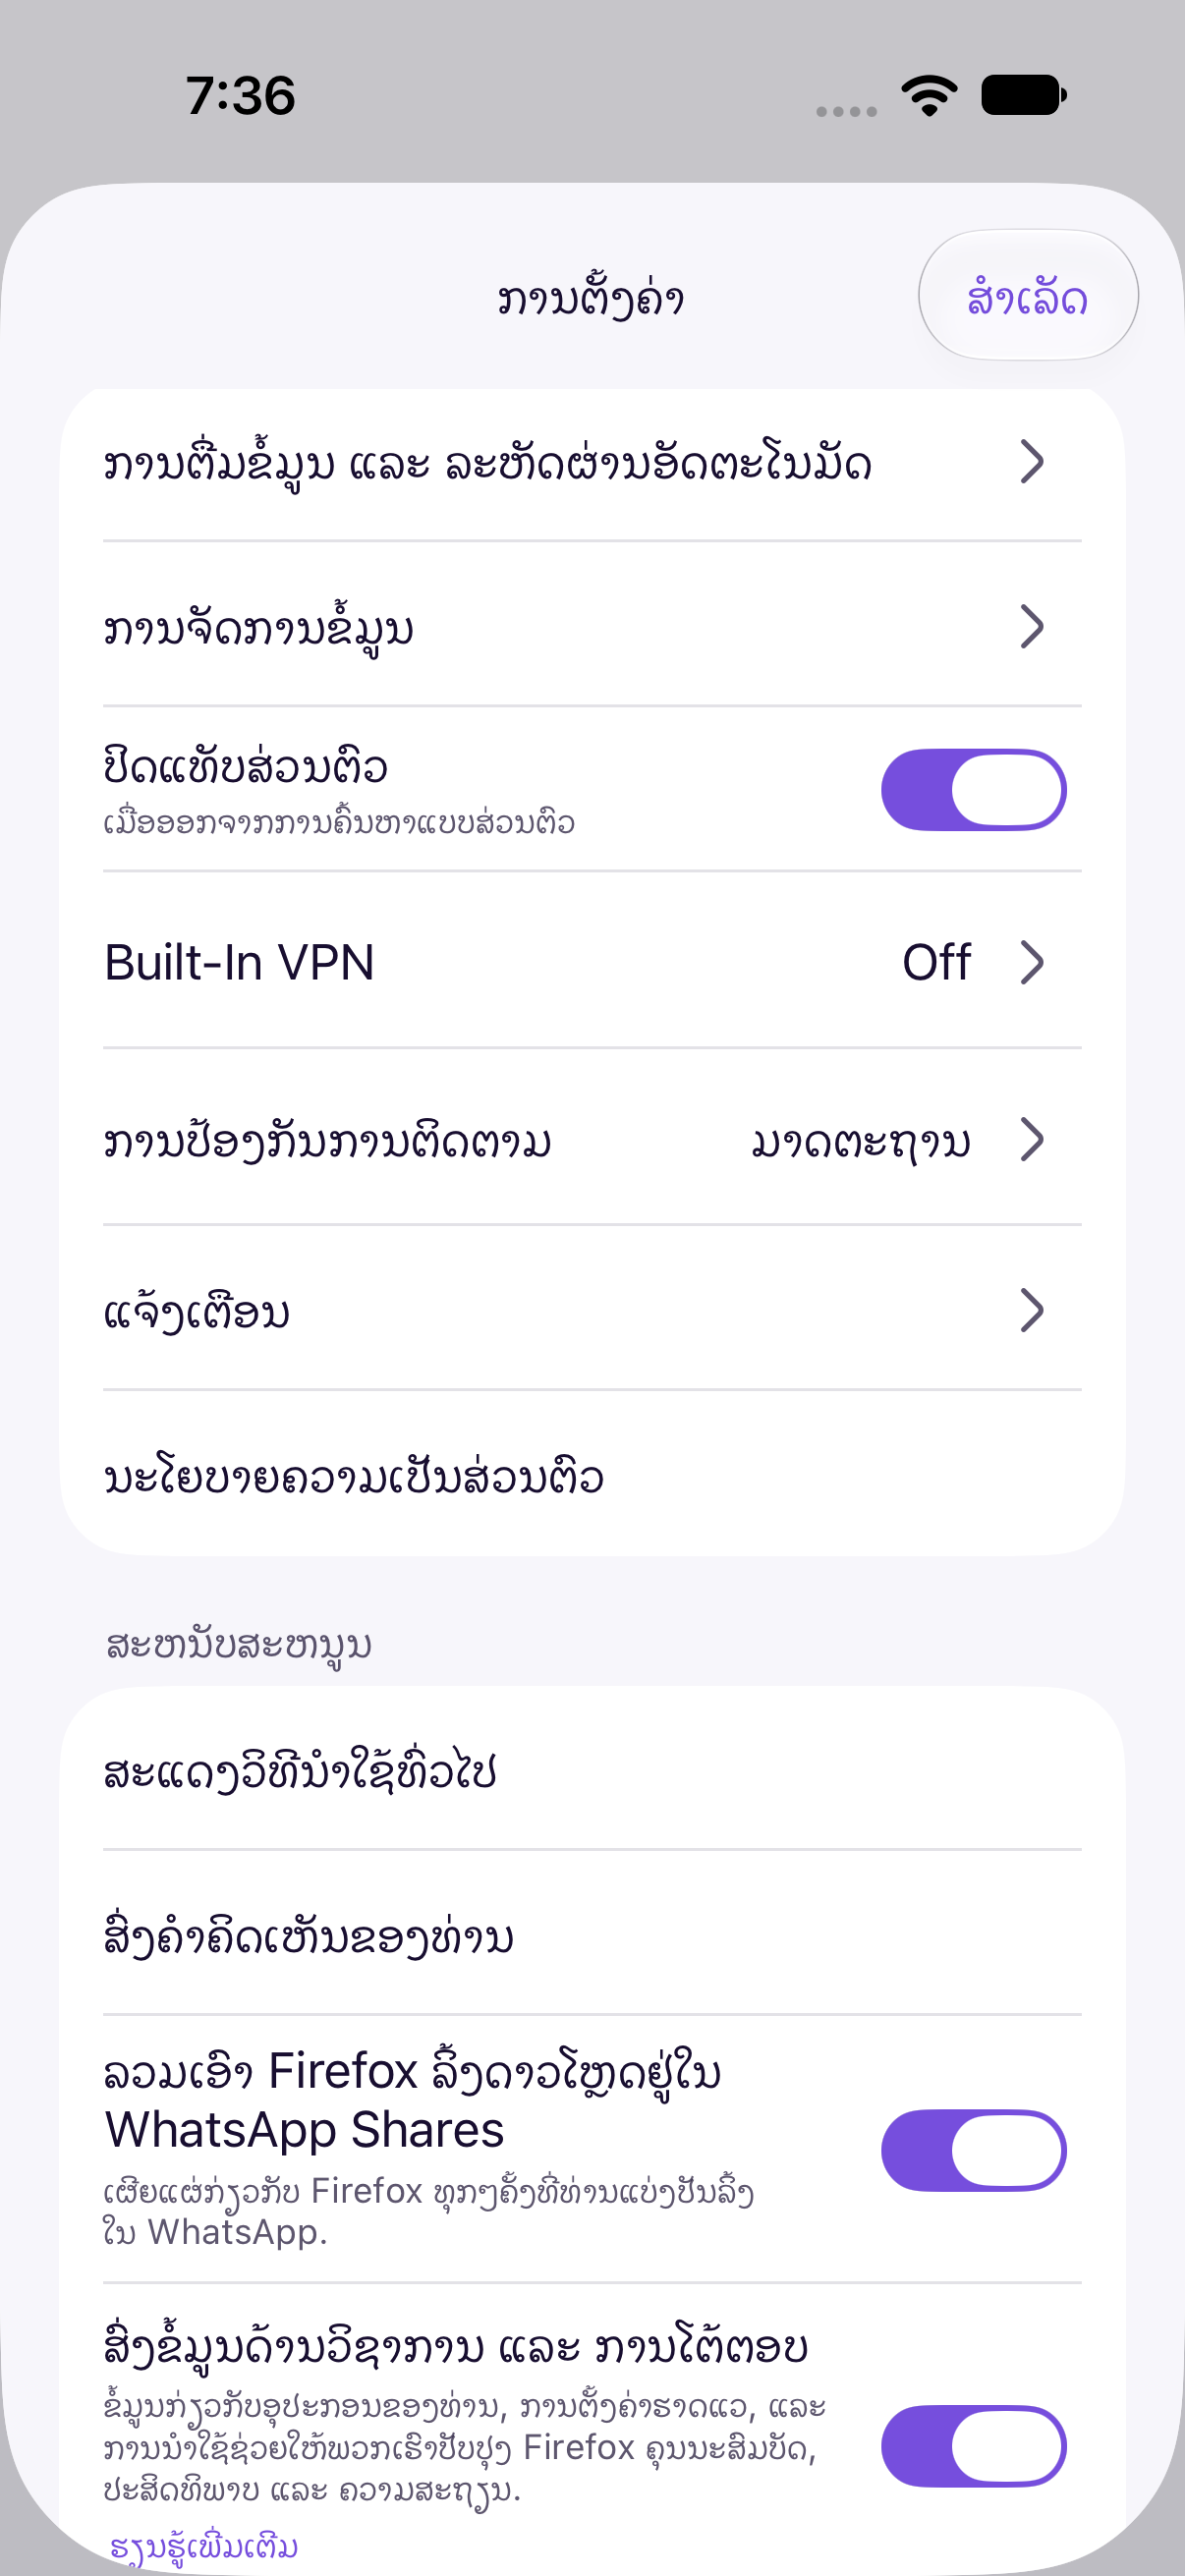 7:36
ການຕັ້ງຄ່າ
ສຳເລັດ
ການຕື່ມຂໍ້ມູນ ແລະ ລະຫັດຜ່ານອັດຕະໂນມັດ
ການຈັດການຂໍ້ມູນ
ປິດແທັບສ່ວນຕົວ
ເມື່ອອອກຈາກການຄົ້ນຫາແບບສ່ວນຕົວ
Built-In VPN
Off
ການປ້ອງກັນການຕິດຕາມ
ມາດຕະຖານ
ແຈ້ງເຕືອນ
ນະໂຍບາຍຄວາມເປັນສ່ວນຕົວ
ສະຫນັບສະຫນູນ
ສະແດງວິທີນຳໃຊ້ທົ່ວໄປ
ສົ່ງຄຳຄິດເຫັນຂອງທ່ານ
ລວມເອົາ Firefox ລິ້ງດາວໂຫຼດຢູ່ໃນ
WhatsApp Shares
ເຜີຍແຜ່ກ່ຽວກັບ Firefox ທຸກໆຄັ້ງທີ່ທ່ານແບ່ງປັນລິ້ງ
ໃນ WhatsApp.
ສົ່ງຂໍ້ມູນດ້ານວິຊາການ ແລະ ການໂຕ້ຕອບ
ຂໍ້ມູນກ່ຽວກັບອຸປະກອນຂອງທ່ານ, ການຕັ້ງຄ່າຮາດແວ, ແລະ
ການນຳໃຊ້ຊ່ວຍໃຫ້ພວກເຮົາປັບປຸງ Firefox ຄຸນນະສົມບັດ,
ປະສິດທິພາບ ແລະ ຄວາມສະຖຽນ.
ຮຽນຮູ້ເພີ່ມເຕີມ